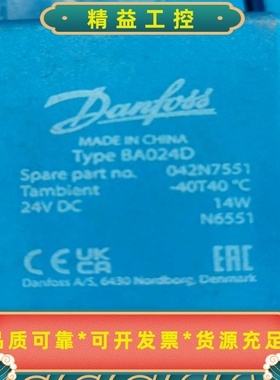 精益工控
Danfoss
MADE IN CHINA
Type BA024D
Spare part no. 042N7551
Tambient -40T40 °C
24V DC 14W
N6551
CE UK CA EAC
Danfoss A/S, 6430 Nordborg, Denmark
品质可靠*可开发票*货源充足